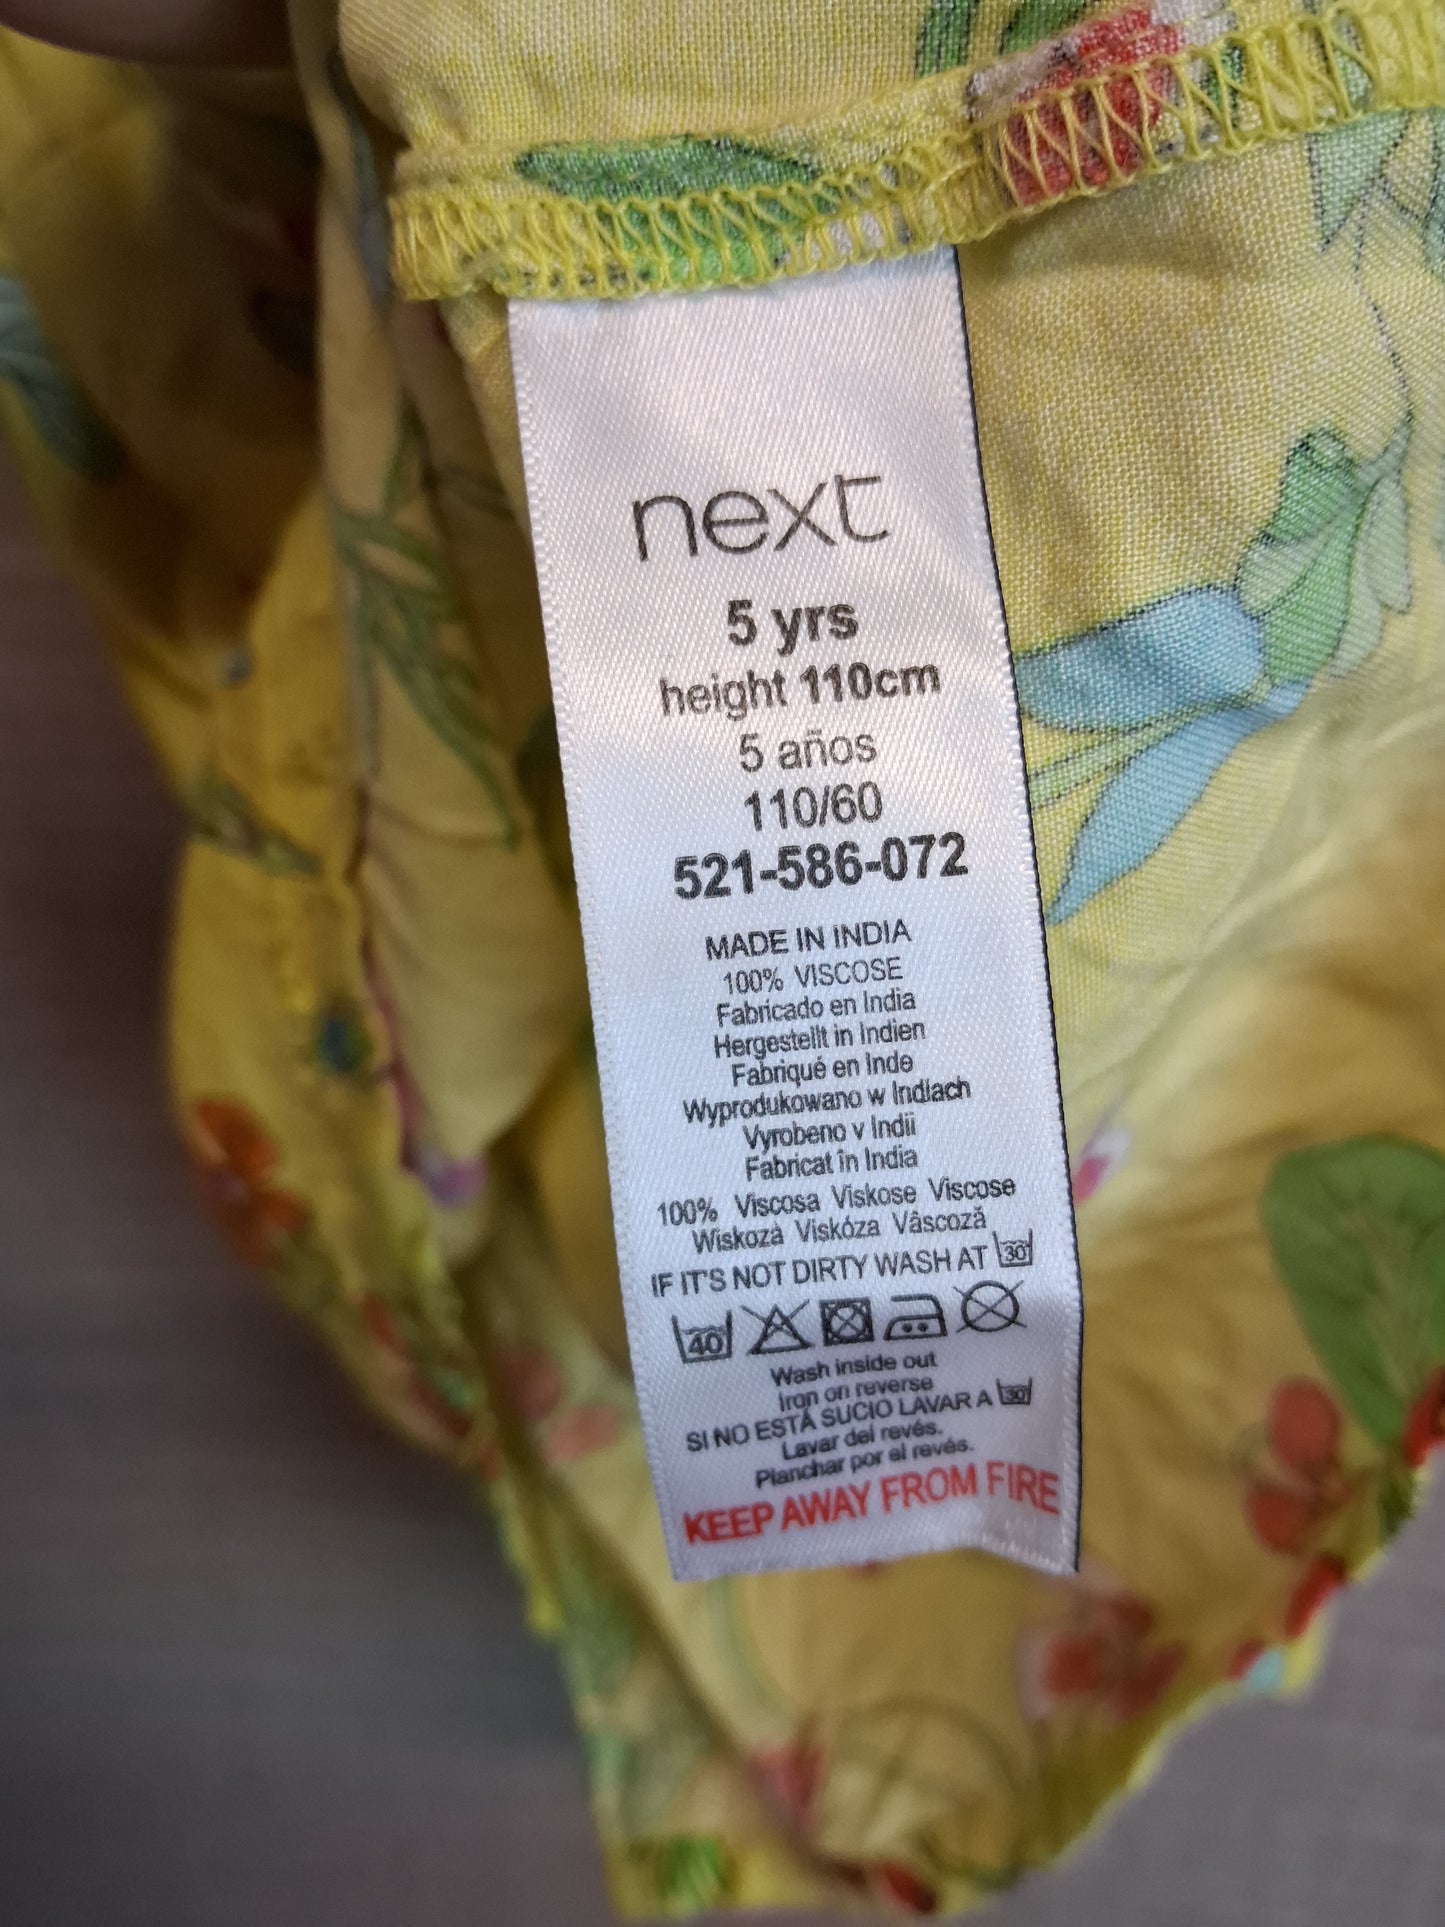 next
5 yrs
height 110cm
5 años
110/60
521-586-072
MADE IN INDIA
100% VISCOSE
Fabricado en India
Hergestellt in Indien
Fabriqué en Inde
Wyprodukowano w Indiach
Vyrobeno v Indii
Fabricat în India
100% Viscosa Viskose Viscose
Wiskoza Viskóza Vâscoză
IF IT'S NOT DIRTY WASH AT 30
40
Wash inside out
Iron on reverse
SI NO ESTÁ SUCIO LAVAR A 30
Lavar del revés.
Planchar por el revés.
KEEP AWAY FROM FIRE